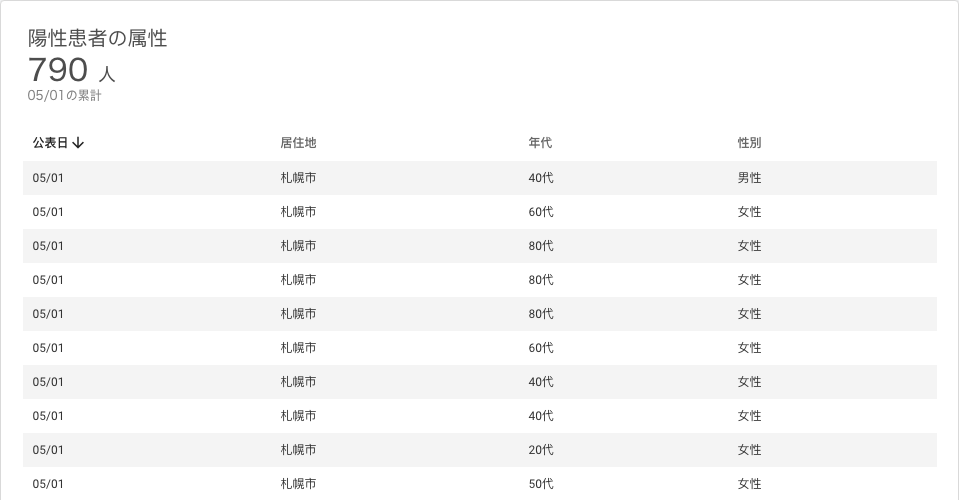 陽性患者の属性
790 人
05/01の累計
公表日↓ 居住地 年代 性別
05/01 札幌市 40代 男性
05/01 札幌市 60代 女性
05/01 札幌市 80代 女性
05/01 札幌市 80代 女性
05/01 札幌市 80代 女性
05/01 札幌市 60代 女性
05/01 札幌市 40代 女性
05/01 札幌市 40代 女性
05/01 札幌市 20代 女性
05/01 札幌市 50代 女性